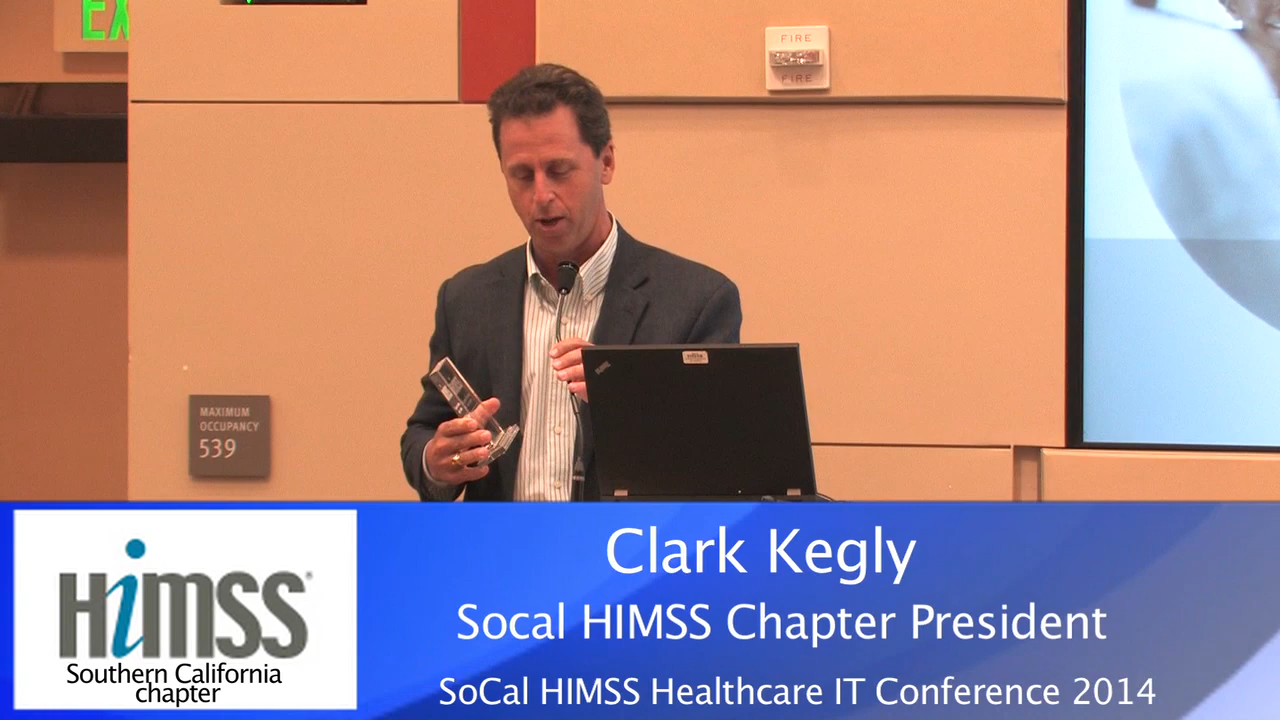 EX
FIRE
FIRE
MAXIMUM
OCCUPANCY
539
Clark Kegly
Socal HIMSS Chapter President
SoCal HIMSS Healthcare IT Conference 2014
HiMSS®
Southern California
chapter